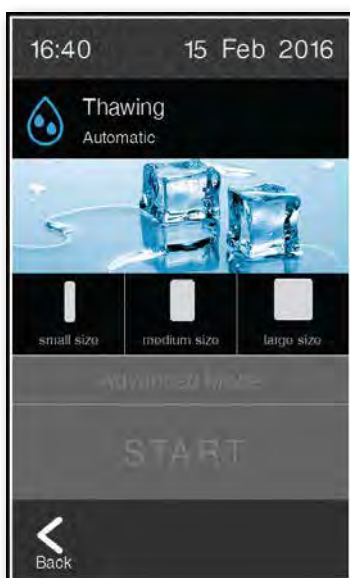 16:40 15 Feb 2016
Thawing
Automatic
small size medium size large size
Advanced Mode
START
Back